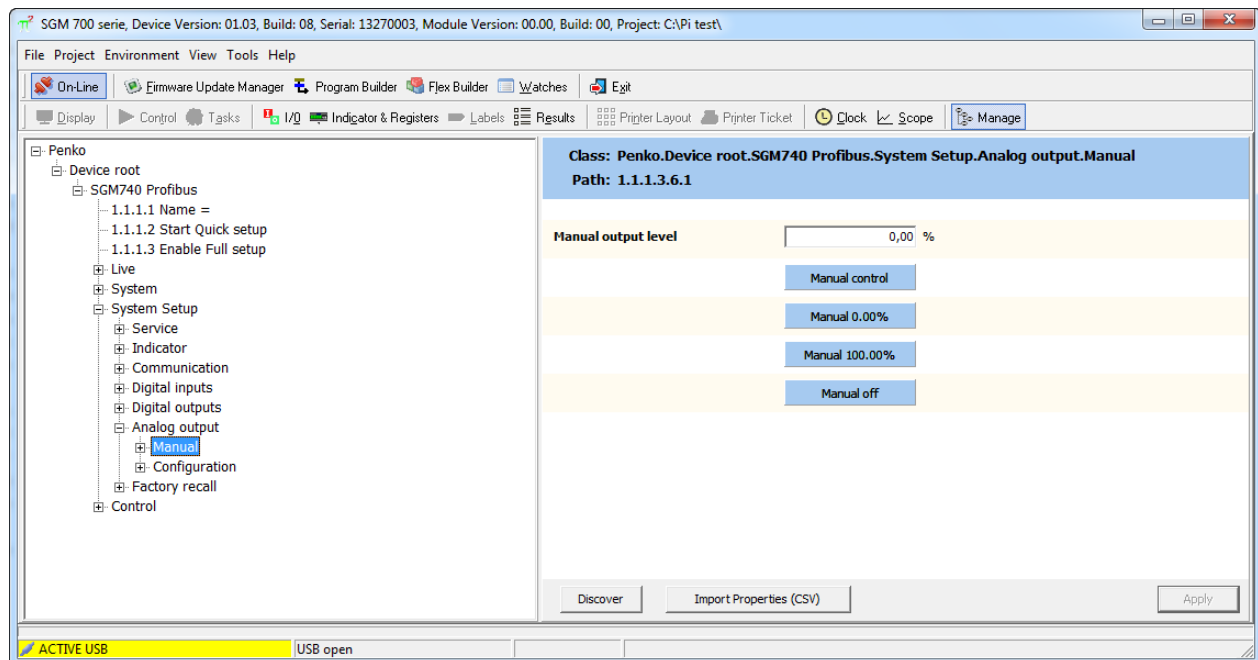 π² SGM 700 serie, Device Version: 01.03, Build: 08, Serial: 13270003, Module Version: 00.00, Build: 00, Project: C:\Pi test\
File Project Environment View Tools Help
On-Line Firmware Update Manager Program Builder Flex Builder Watches Exit
Display Control Tasks I/O Indicator & Registers Labels Results Printer Layout Printer Ticket Clock Scope Manage
Penko
Device root
SGM740 Profibus
1.1.1.1 Name =
1.1.1.2 Start Quick setup
1.1.1.3 Enable Full setup
Live
System
System Setup
Service
Indicator
Communication
Digital inputs
Digital outputs
Analog output
Manual
Configuration
Factory recall
Control
Class: Penko.Device root.SGM740 Profibus.System Setup.Analog output.Manual
Path: 1.1.1.3.6.1
Manual output level 0,00 %
Manual control
Manual 0.00%
Manual 100.00%
Manual off
Discover Import Properties (CSV) Apply
ACTIVE USB USB open